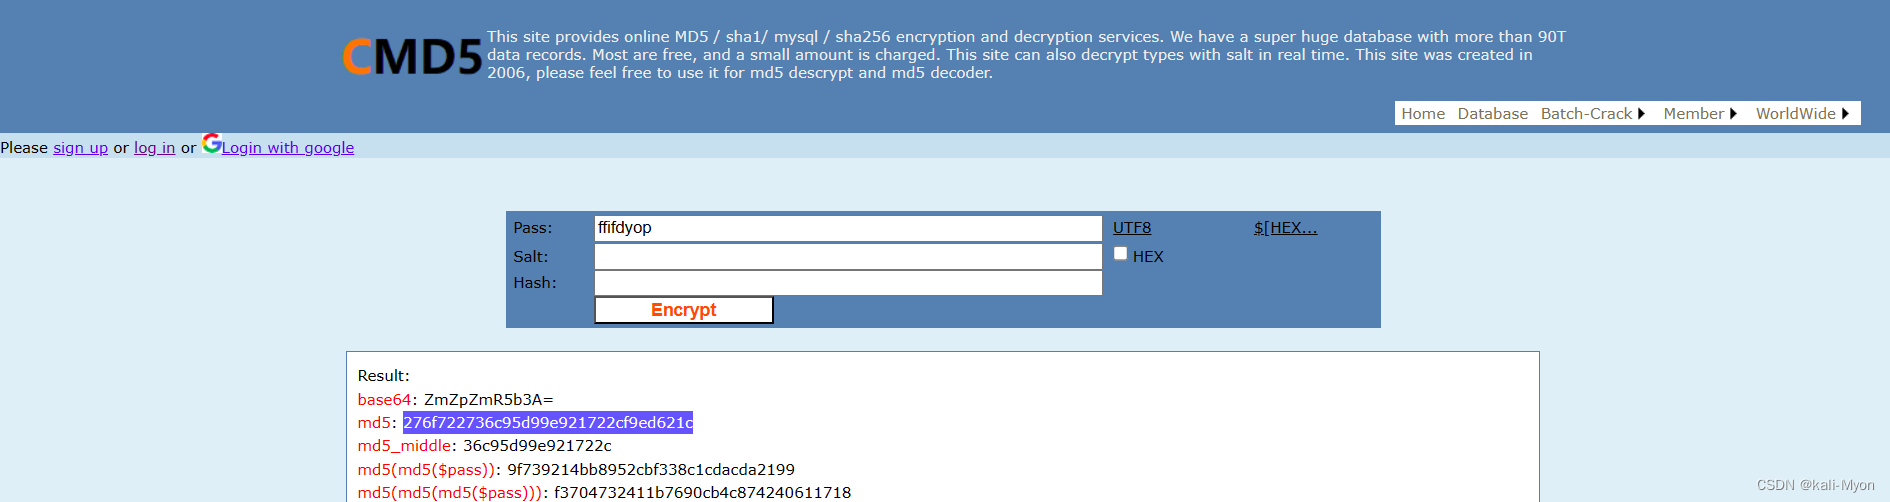 CMD5
This site provides online MD5 / sha1/ mysql / sha256 encryption and decryption services. We have a super huge database with more than 90T
data records. Most are free, and a small amount is charged. This site can also decrypt types with salt in real time. This site was created in
2006, please feel free to use it for md5 descrypt and md5 decoder.
Home Database Batch-Crack Member WorldWide
Please sign up or log in or Login with google
Pass: ffifdyop UTF8 $[HEX...
Salt: HEX
Hash:
Encrypt
Result:
base64: ZmZpZmR5b3A=
md5: 276f722736c95d99e921722cf9ed621c
md5_middle: 36c95d99e921722c
md5(md5($pass)): 9f739214bb8952cbf338c1cdacda2199
md5(md5(md5($pass))): f3704732411b7690cb4c874240611718
CSDN @kali-Myon